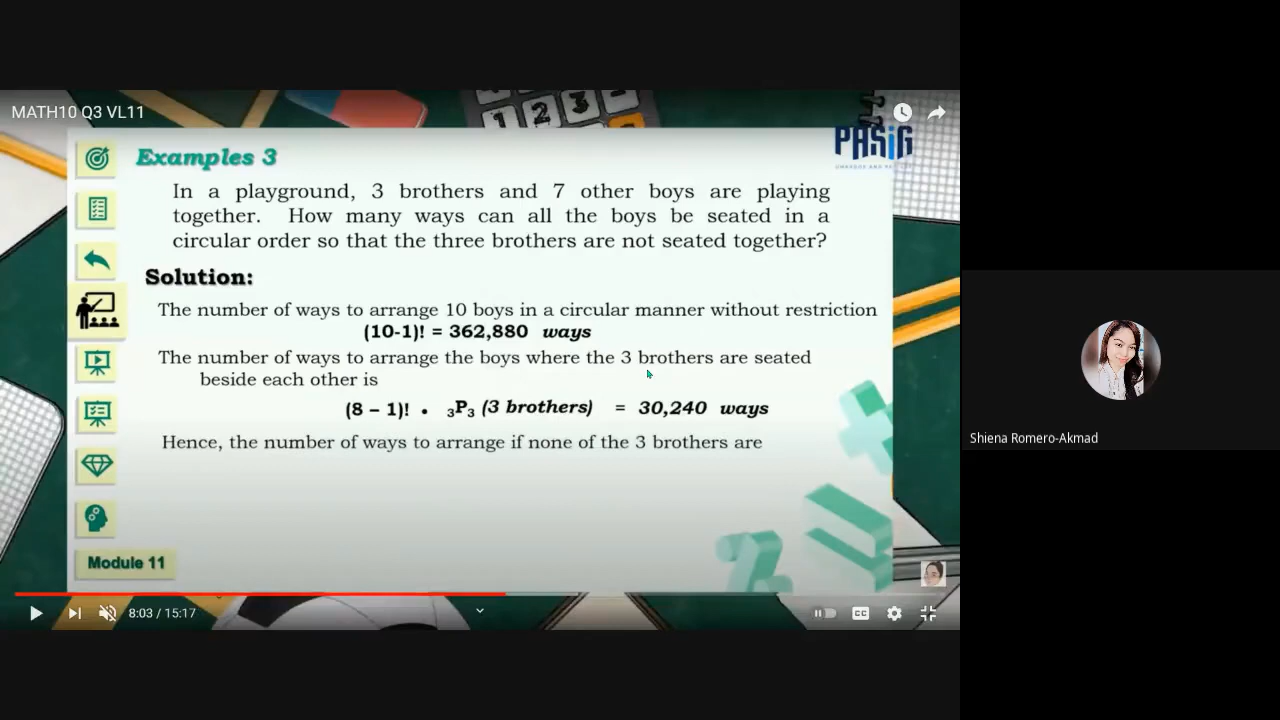 MATH10 Q3 VL11
1 2 3
PASIG
Examples 3
In a playground, 3 brothers and 7 other boys are playing
together. How many ways can all the boys be seated in a
circular order so that the three brothers are not seated together?
Solution:
The number of ways to arrange 10 boys in a circular manner without restriction
(10-1)! = 362,880 ways
The number of ways to arrange the boys where the 3 brothers are seated
beside each other is
(8 – 1)! • ₃P₃ (3 brothers) = 30,240 ways
Hence, the number of ways to arrange if none of the 3 brothers are
Module 11
8:03 / 15:17
CC
Shiena Romero-Akmad